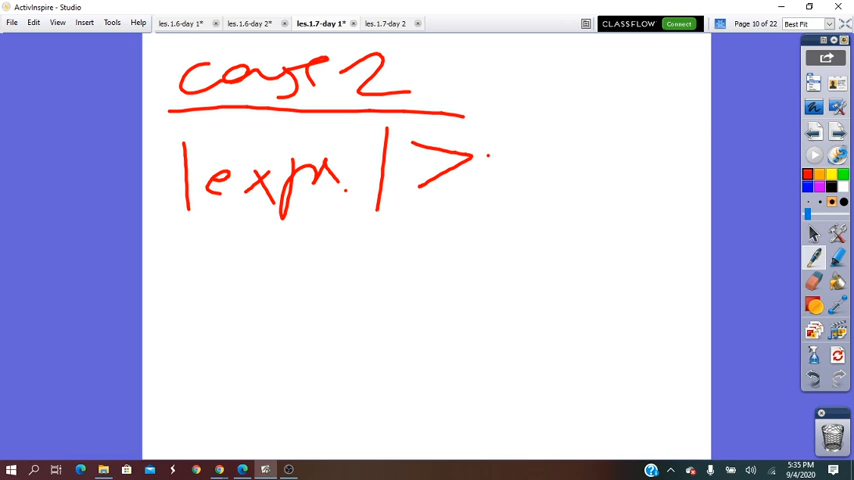 ActivInspire - Studio
les.1.6-day 1* les.1.6-day 2* les.1.7-day 1* les.1.7-day 2
File Edit View Insert Tools Help
CLASSFLOW Connect
Page 10 of 22 Best Fit
case 2
|expr.| >
5:35 PM
9/4/2020